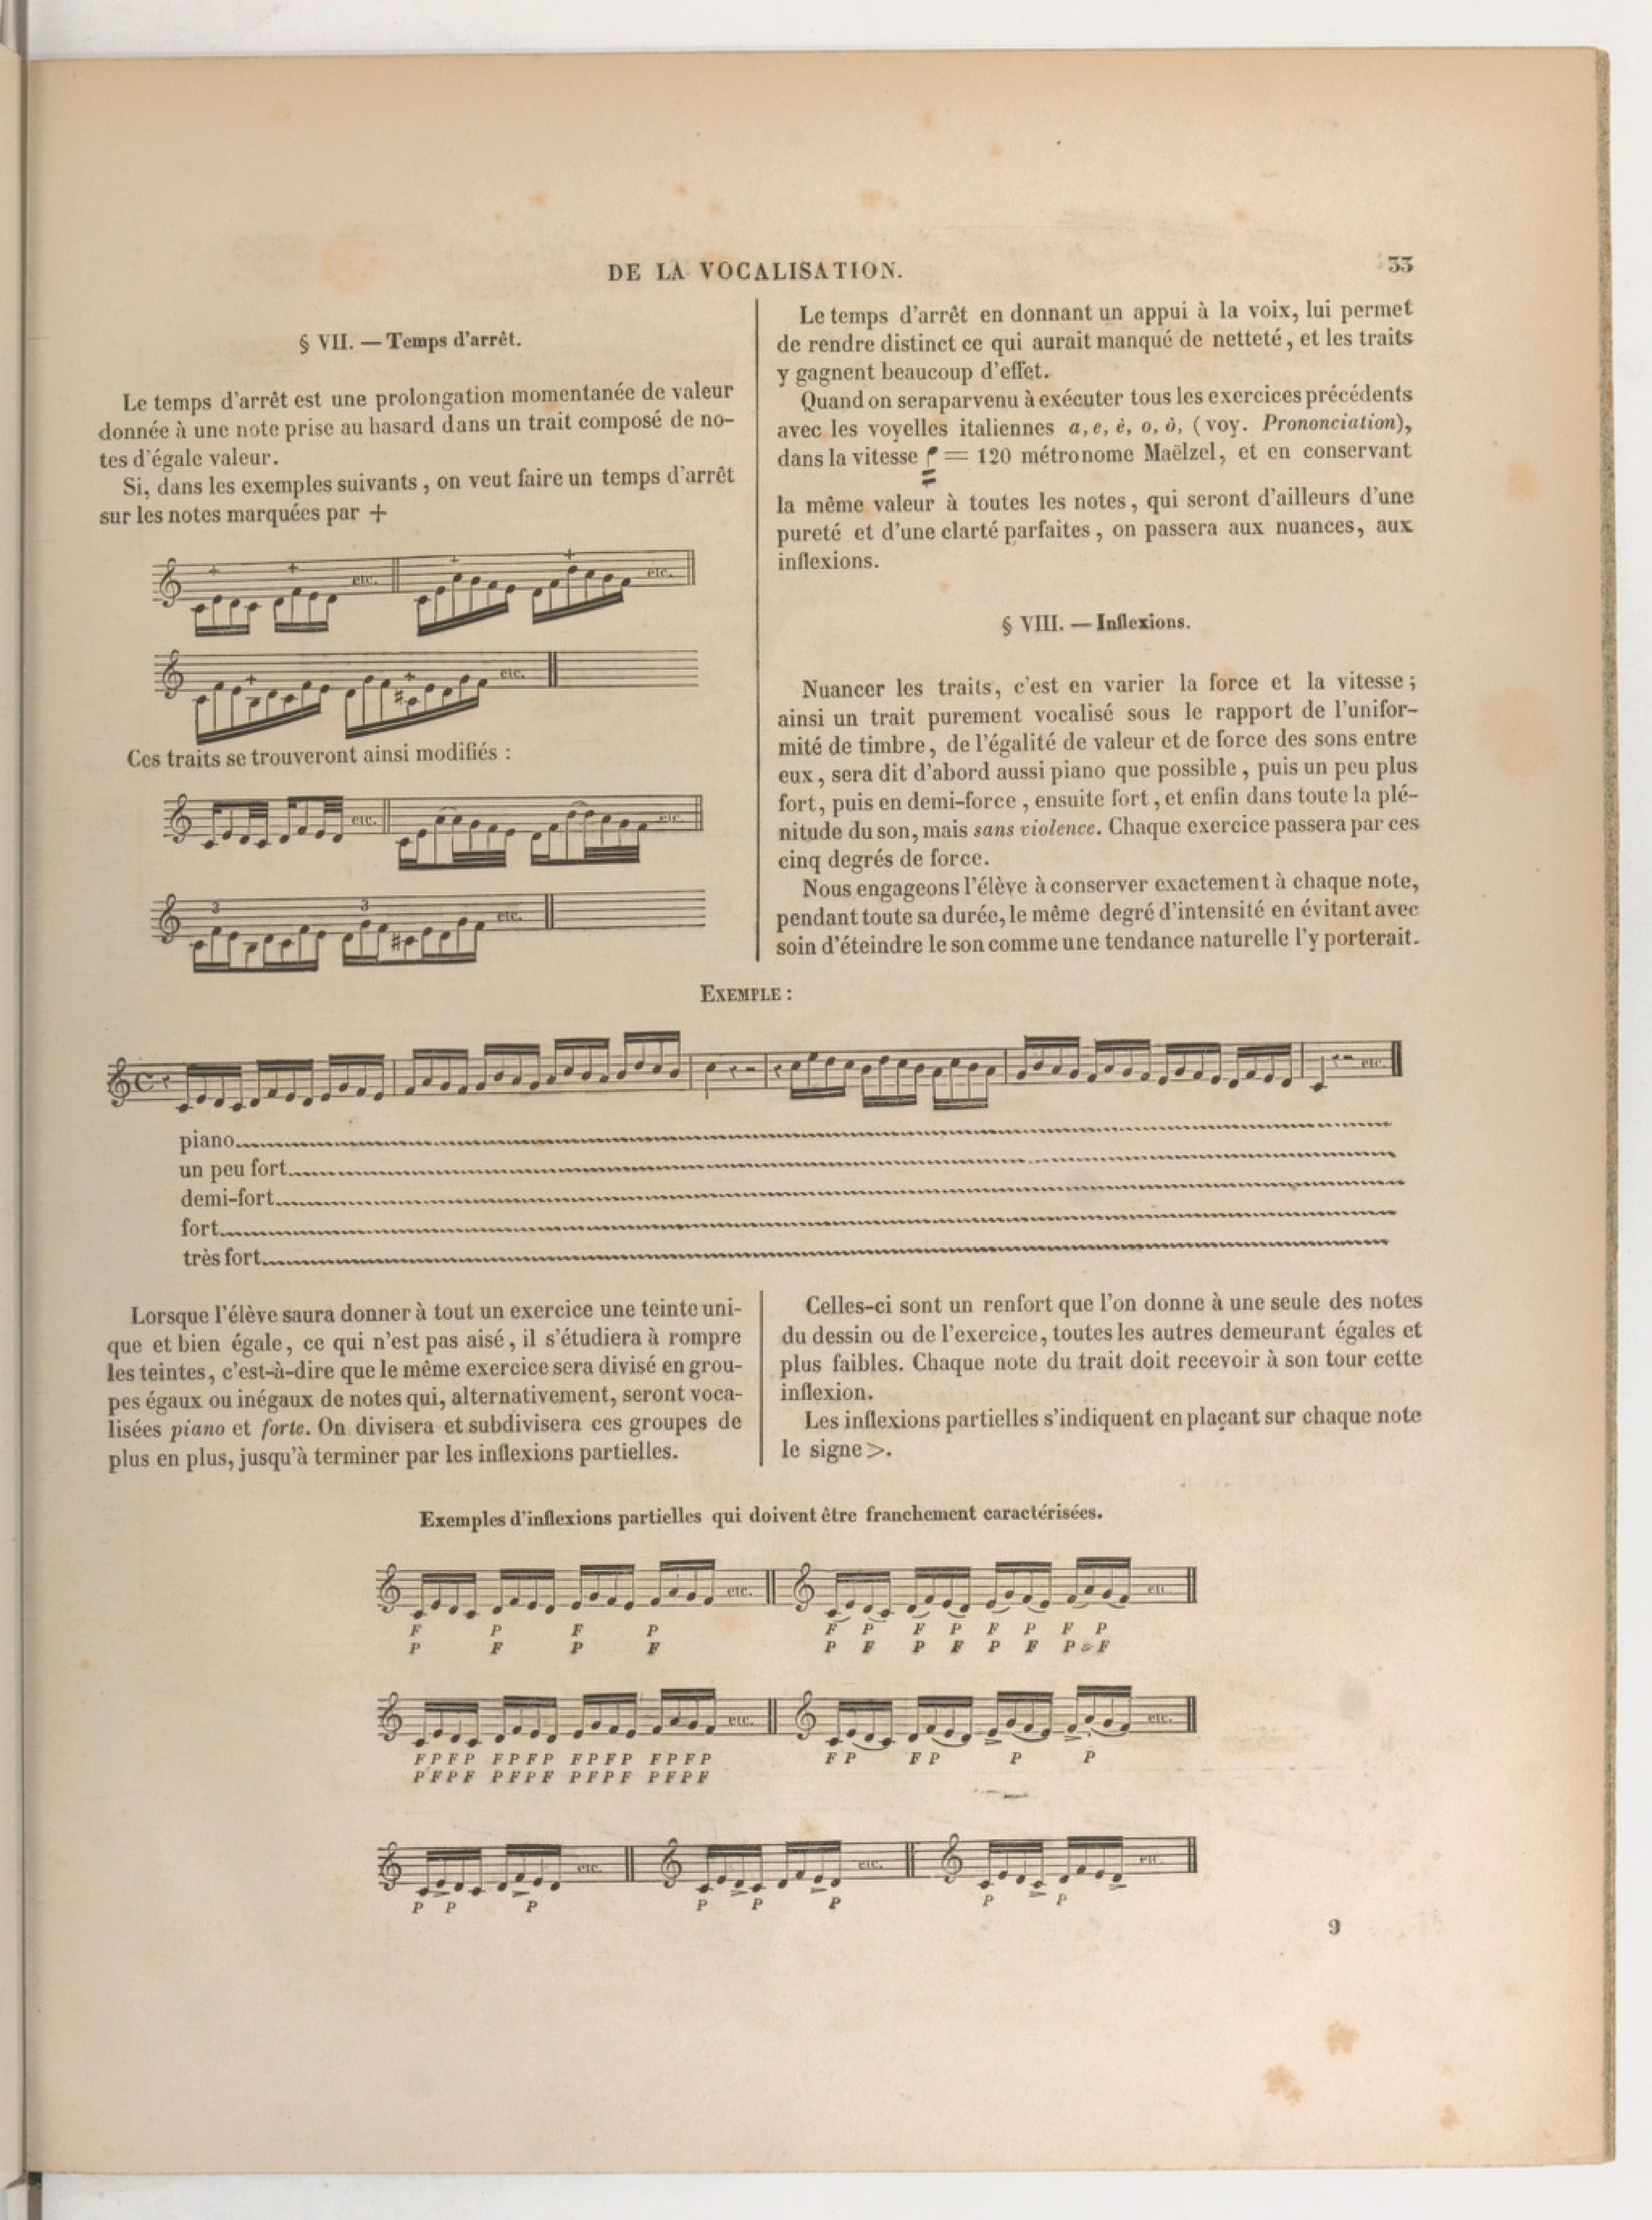 DE LA VOCALISATION.
33
§ VII. — Temps d'arrêt.
Le temps d'arrêt est une prolongation momentanée de valeur
donnée à une note prise au hasard dans un trait composé de no-
tes d'égale valeur.
Si, dans les exemples suivants, on veut faire un temps d'arrêt
sur les notes marquées par +
etc. etc.
etc.
Ces traits se trouveront ainsi modifiés :
etc. etc.
3 3 etc.
Le temps d'arrêt en donnant un appui à la voix, lui permet
de rendre distinct ce qui aurait manqué de netteté, et les traits
y gagnent beaucoup d'effet.
Quand on sera parvenu à exécuter tous les exercices précédents
avec les voyelles italiennes a, e, è, o, ò, (voy. Prononciation),
dans la vitesse = 120 métronome Maëlzel, et en conservant
la même valeur à toutes les notes, qui seront d'ailleurs d'une
pureté et d'une clarté parfaites, on passera aux nuances, aux
inflexions.
§ VIII. — Inflexions.
Nuancer les traits, c'est en varier la force et la vitesse;
ainsi un trait purement vocalisé sous le rapport de l'unifor-
mité de timbre, de l'égalité de valeur et de force des sons entre
eux, sera dit d'abord aussi piano que possible, puis un peu plus
fort, puis en demi-force, ensuite fort, et enfin dans toute la plé-
nitude du son, mais sans violence. Chaque exercice passera par ces
cinq degrés de force.
Nous engageons l'élève à conserver exactement à chaque note,
pendant toute sa durée, le même degré d'intensité en évitant avec
soin d'éteindre le son comme une tendance naturelle l'y porterait.
EXEMPLE :
etc.
piano
un peu fort
demi-fort
fort
très fort
Lorsque l'élève saura donner à tout un exercice une teinte uni-
que et bien égale, ce qui n'est pas aisé, il s'étudiera à rompre
les teintes, c'est-à-dire que le même exercice sera divisé en grou-
pes égaux ou inégaux de notes qui, alternativement, seront voca-
lisées piano et forte. On divisera et subdivisera ces groupes de
plus en plus, jusqu'à terminer par les inflexions partielles.
Celles-ci sont un renfort que l'on donne à une seule des notes
du dessin ou de l'exercice, toutes les autres demeurant égales et
plus faibles. Chaque note du trait doit recevoir à son tour cette
inflexion.
Les inflexions partielles s'indiquent en plaçant sur chaque note
le signe >.
Exemples d'inflexions partielles qui doivent être franchement caractérisées.
etc. etc.
F P F P F P F P F P F P
P F P F P F P F P F P F
etc. etc.
F P F P F P F P F P F P F P F P F P F P P P
P F P F P F P F P F P F P F P F
etc. etc. etc.
P P P P P P P P
9